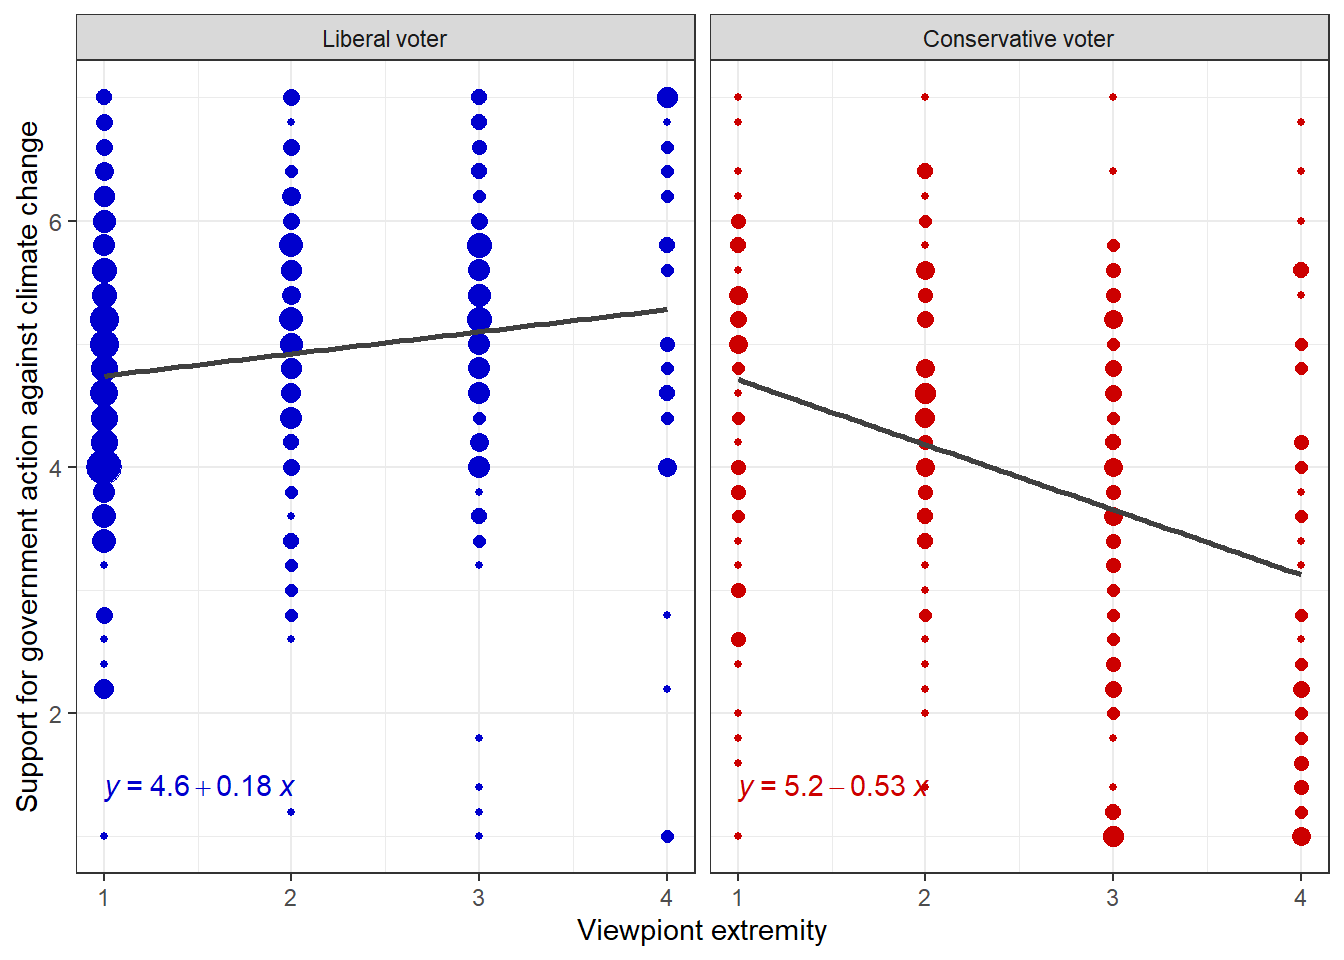 Liberal voter
Conservative voter
Support for government action against climate change
6
4
2
y = 4.6 + 0.18 x
y = 5.2 − 0.53 x
1 2 3 4
1 2 3 4
Viewpiont extremity